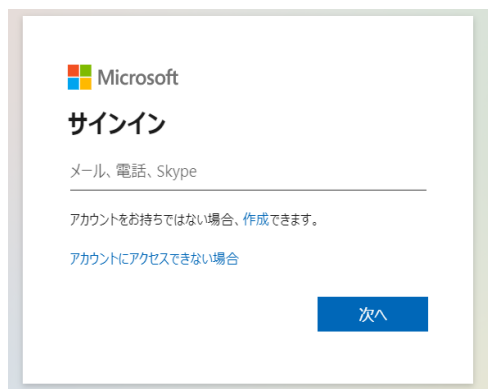 Microsoft
サインイン
メール、電話、Skype
アカウントをお持ちではない場合、作成できます。
アカウントにアクセスできない場合
次へ